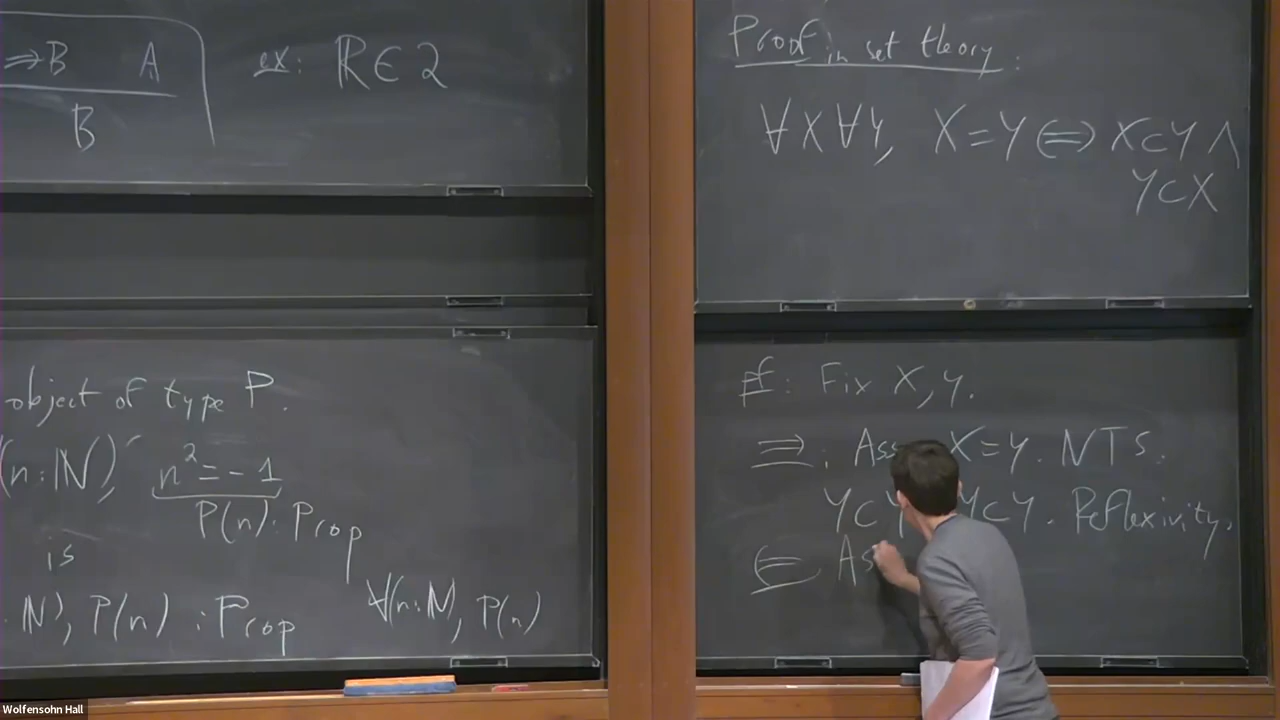 ⇒B A
B
ex: ℝ∈2
object of type P.
(n:ℕ), n²=-1
P(n):Prop
is
ℕ), P(n) : Prop
∀(n:ℕ), P(n)
Proof in set theory:
∀X∀Y, X=Y⇔X⊂Y∧
Y⊂X
pf: Fix X,Y.
⇒: Ass X=Y. NTS:
Y⊂Y Y⊂Y. Reflexivity.
⇐ As
Wolfensohn Hall